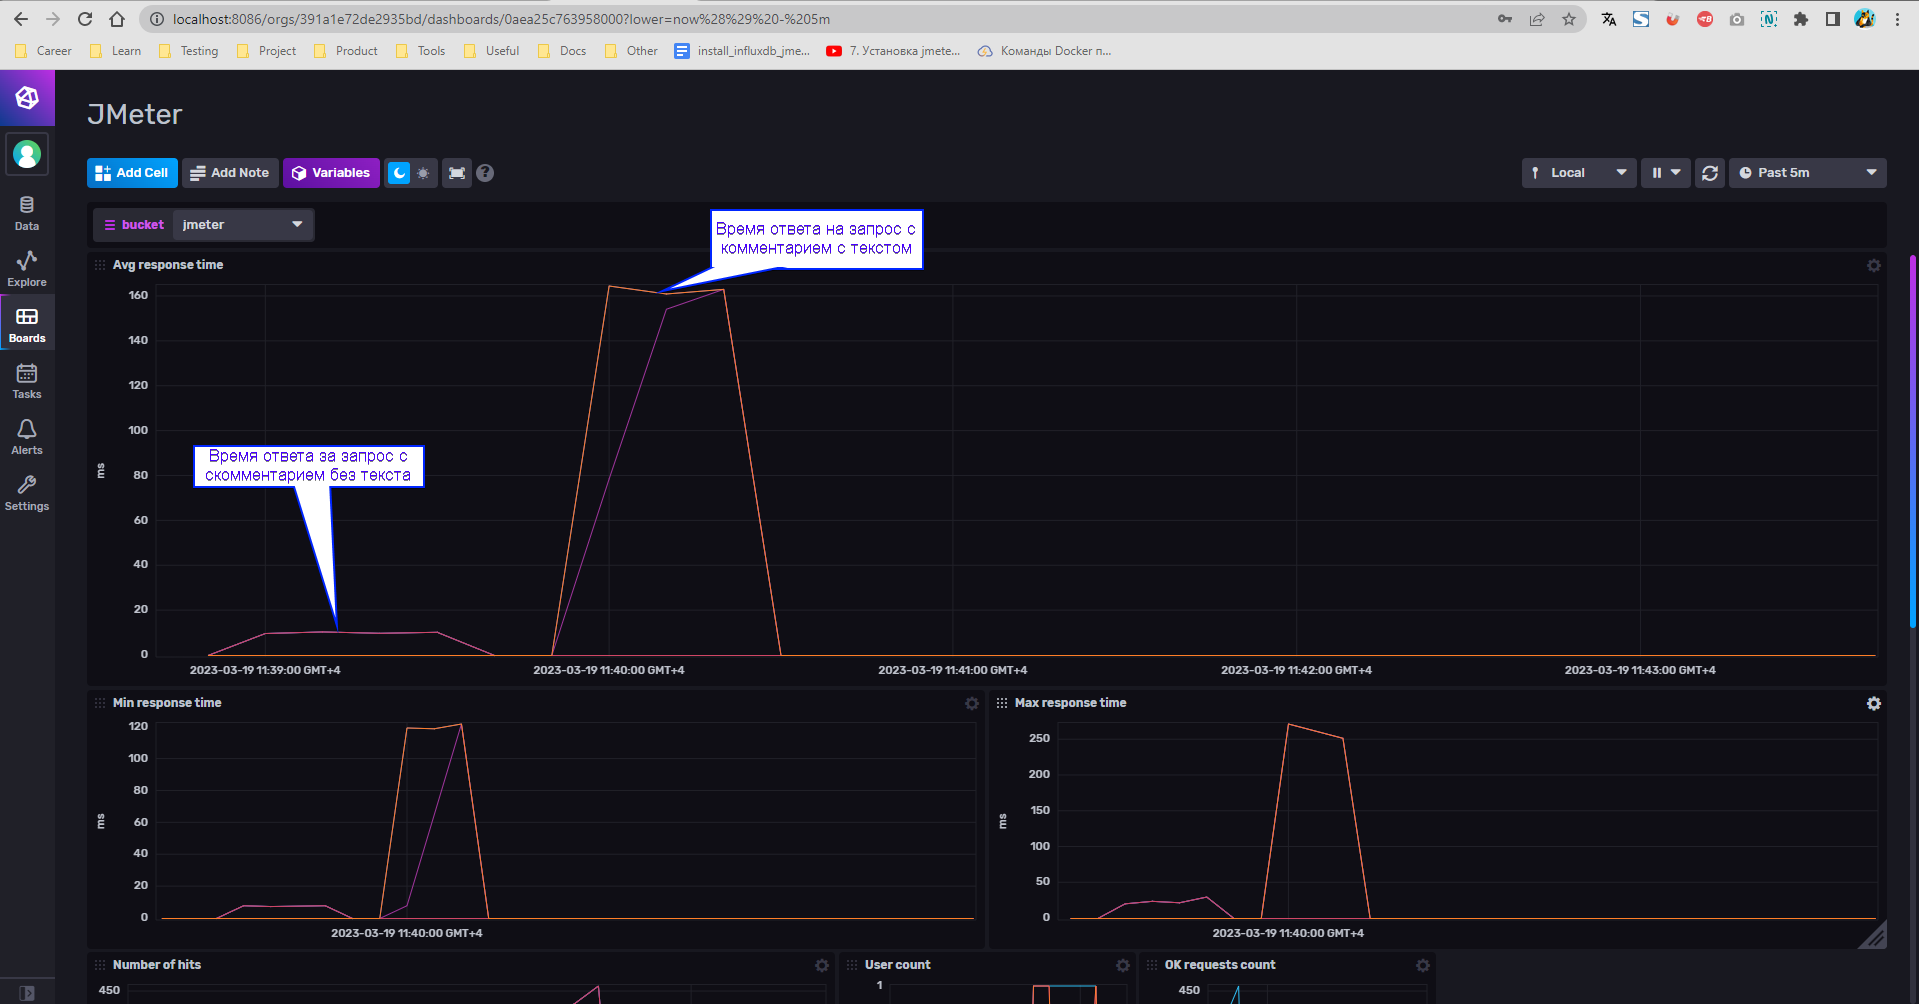 localhost:8086/orgs/391a1e72de2935bd/dashboards/0aea25c763958000?lower=now%28%29%20-%205m
Career
Learn
Testing
Project
Product
Tools
Useful
Docs
Other
install_influxdb_jme...
7. Установка jmete...
Команды Docker п...
Data
Explore
Boards
Tasks
Alerts
Settings
JMeter
Add Cell
Add Note
Variables
?
Local
Past 5m
bucket
jmeter
Время ответа на запрос с
комментарием с текстом
Avg response time
160
140
120
100
80
60
40
20
0
ms
Время ответа за запрос с
скомментарием без текста
2023-03-19 11:39:00 GMT+4
2023-03-19 11:40:00 GMT+4
2023-03-19 11:41:00 GMT+4
2023-03-19 11:42:00 GMT+4
2023-03-19 11:43:00 GMT+4
Min response time
120
100
80
60
40
20
0
ms
2023-03-19 11:40:00 GMT+4
Max response time
250
200
150
100
50
0
ms
2023-03-19 11:40:00 GMT+4
Number of hits
450
User count
1
OK requests count
450